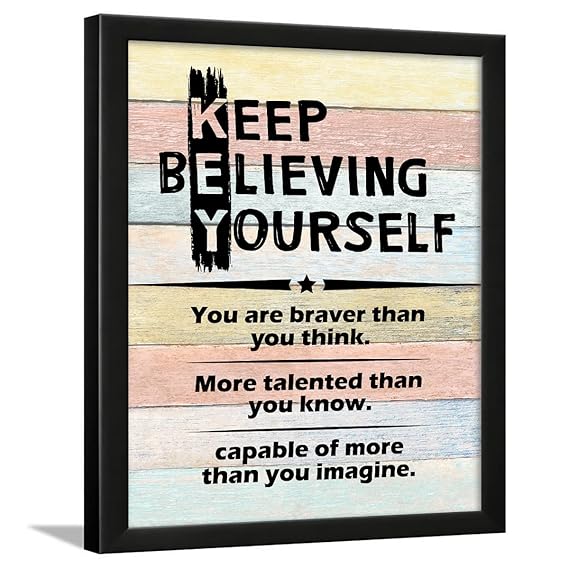 KEEP
BELIEVING
YOURSELF
You are braver than
you think.
More talented than
you know.
capable of more
than you imagine.